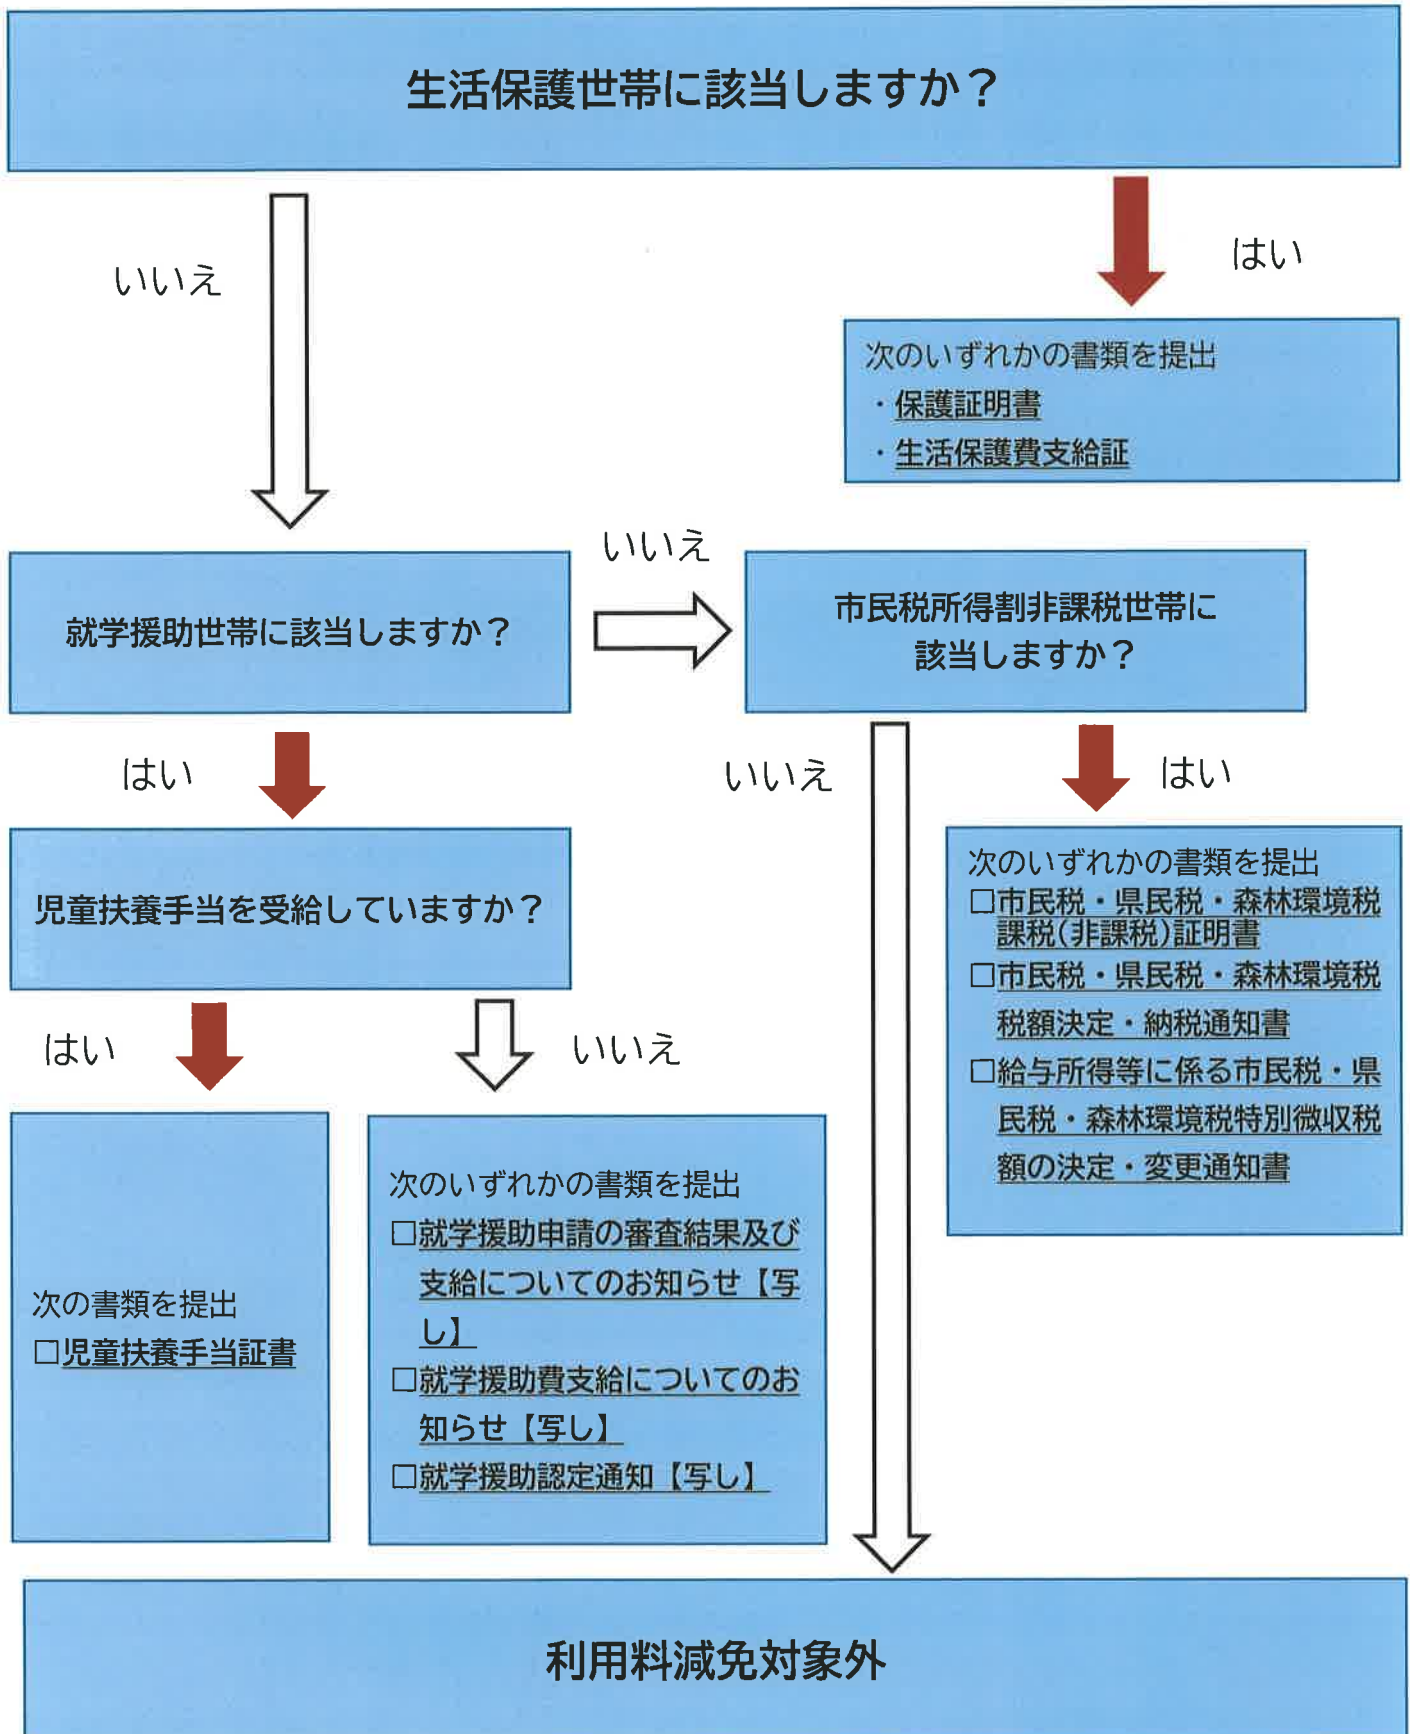 生活保護世帯に該当しますか？
いいえ
はい
次のいずれかの書類を提出
・保護証明書
・生活保護費支給証
いいえ
就学援助世帯に該当しますか？
市民税所得割非課税世帯に
該当しますか？
はい
いいえ
はい
児童扶養手当を受給していますか？
次のいずれかの書類を提出
□市民税・県民税・森林環境税
課税(非課税)証明書
□市民税・県民税・森林環境税
税額決定・納税通知書
□給与所得等に係る市民税・県
民税・森林環境税特別徴収税
額の決定・変更通知書
はい
いいえ
次の書類を提出
□児童扶養手当証書
次のいずれかの書類を提出
□就学援助申請の審査結果及び
支給についてのお知らせ【写
し】
□就学援助費支給についてのお
知らせ【写し】
□就学援助認定通知【写し】
利用料減免対象外